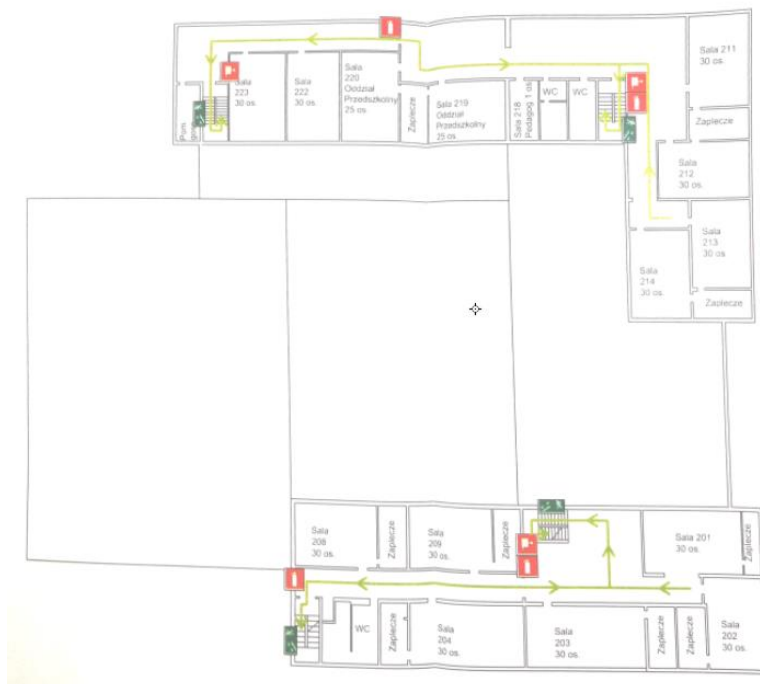 Sala 211
30 os.
Sala
223
30 os.
Sala
222
30 os.
Sala
220
Oddział
Przedszkolny
25 os.
Zaplecze
Sala 219
Oddział
Przedszkolny
25 os.
Sala 218
Pedagog 1 os.
WC
WC
Zaplecze
Sala
212
30 os.
Sala
213
30 os.
Sala
214
30 os.
Zaplecze
Sala
208
30 os.
Zaplecze
Sala
209
30 os.
Zaplecze
Sala 201
30 os.
Zaplecze
WC
Zaplecze
Sala
204
30 os.
Sala
203
30 os.
Zaplecze
Zaplecze
Sala
202
30 os.